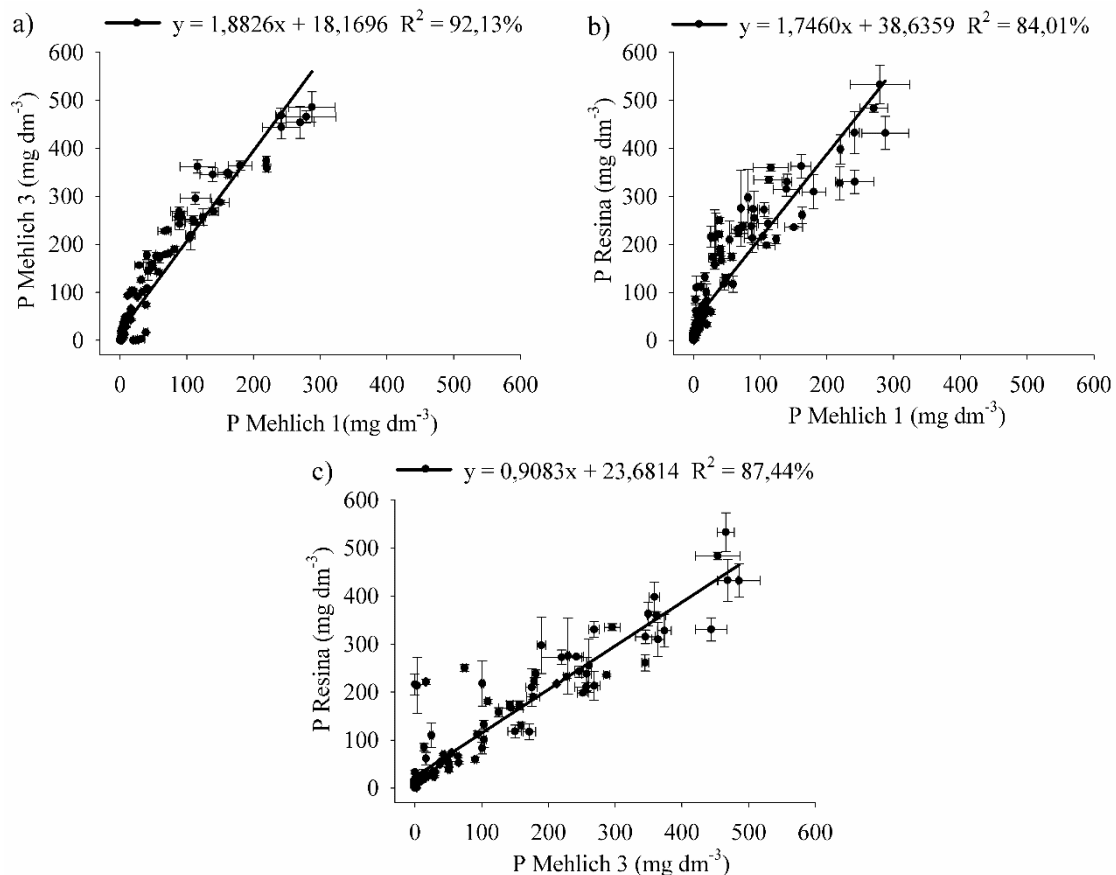 a) y = 1,8826x + 18,1696 R² = 92,13%
P Mehlich 3 (mg dm⁻³)
600
500
400
300
200
100
0
0 100 200 300 400 500 600
P Mehlich 1(mg dm⁻³)
b) y = 1,7460x + 38,6359 R² = 84,01%
P Resina (mg dm⁻³)
600
500
400
300
200
100
0
0 100 200 300 400 500 600
P Mehlich 1 (mg dm⁻³)
c) y = 0,9083x + 23,6814 R² = 87,44%
P Resina (mg dm⁻³)
600
500
400
300
200
100
0
0 100 200 300 400 500 600
P Mehlich 3 (mg dm⁻³)